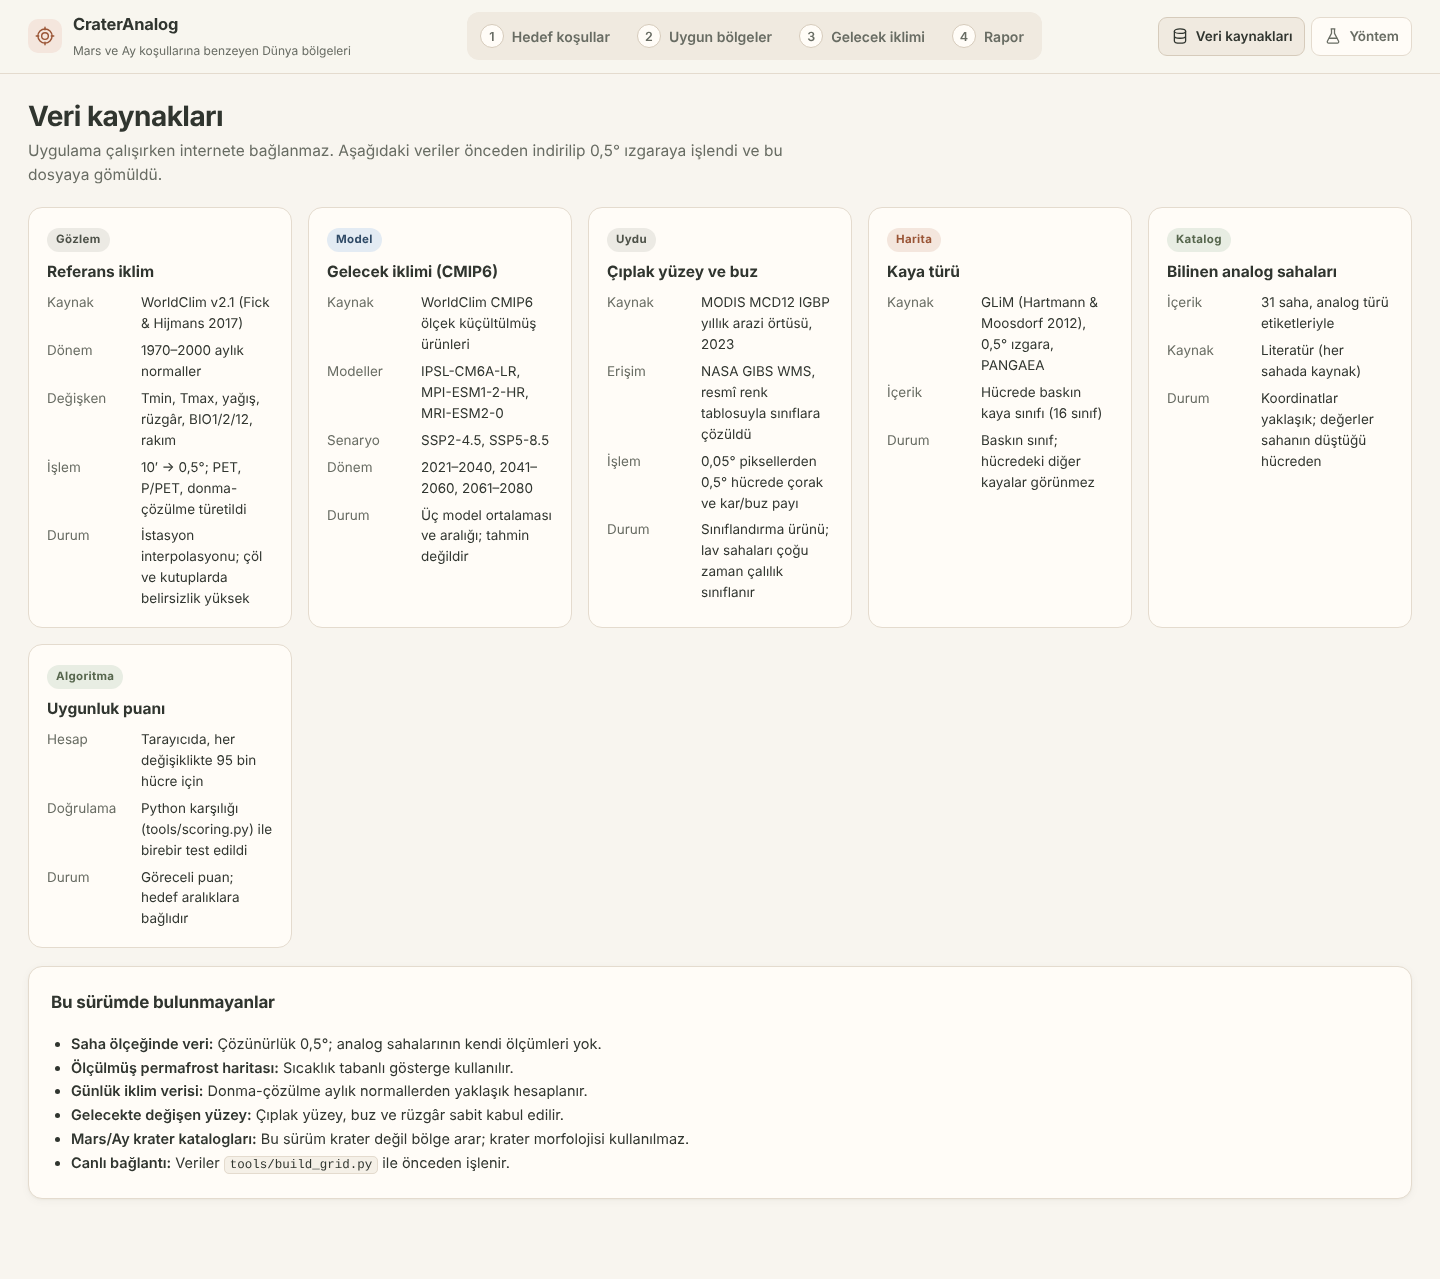 CraterAnalog
Mars ve Ay koşullarına benzeyen Dünya bölgeleri
1 Hedef koşullar
2 Uygun bölgeler
3 Gelecek iklimi
4 Rapor
Veri kaynakları
Yöntem
Veri kaynakları
Uygulama çalışırken internete bağlanmaz. Aşağıdaki veriler önceden indirilip 0,5° ızgaraya işlendi ve bu
dosyaya gömüldü.
Gözlem
Referans iklim
Kaynak WorldClim v2.1 (Fick
& Hijmans 2017)
Dönem 1970–2000 aylık
normaller
Değişken Tmin, Tmax, yağış,
rüzgâr, BIO1/2/12,
rakım
İşlem 10′ → 0,5°; PET,
P/PET, donma-
çözülme türetildi
Durum İstasyon
interpolasyonu; çöl
ve kutuplarda
belirsizlik yüksek
Model
Gelecek iklimi (CMIP6)
Kaynak WorldClim CMIP6
ölçek küçültülmüş
ürünleri
Modeller IPSL-CM6A-LR,
MPI-ESM1-2-HR,
MRI-ESM2-0
Senaryo SSP2-4.5, SSP5-8.5
Dönem 2021–2040, 2041–
2060, 2061–2080
Durum Üç model ortalaması
ve aralığı; tahmin
değildir
Uydu
Çıplak yüzey ve buz
Kaynak MODIS MCD12 IGBP
yıllık arazi örtüsü,
2023
Erişim NASA GIBS WMS,
resmî renk
tablosuyla sınıflara
çözüldü
İşlem 0,05° piksellerden
0,5° hücrede çorak
ve kar/buz payı
Durum Sınıflandırma ürünü;
lav sahaları çoğu
zaman çalılık
sınıflanır
Harita
Kaya türü
Kaynak GLiM (Hartmann &
Moosdorf 2012),
0,5° ızgara,
PANGAEA
İçerik Hücrede baskın
kaya sınıfı (16 sınıf)
Durum Baskın sınıf;
hücredeki diğer
kayalar görünmez
Katalog
Bilinen analog sahaları
İçerik 31 saha, analog türü
etiketleriyle
Kaynak Literatür (her
sahada kaynak)
Durum Koordinatlar
yaklaşık; değerler
sahanın düştüğü
hücreden
Algoritma
Uygunluk puanı
Hesap Tarayıcıda, her
değişiklikte 95 bin
hücre için
Doğrulama Python karşılığı
(tools/scoring.py) ile
birebir test edildi
Durum Göreceli puan;
hedef aralıklara
bağlıdır
Bu sürümde bulunmayanlar
• Saha ölçeğinde veri: Çözünürlük 0,5°; analog sahalarının kendi ölçümleri yok.
• Ölçülmüş permafrost haritası: Sıcaklık tabanlı gösterge kullanılır.
• Günlük iklim verisi: Donma-çözülme aylık normallerden yaklaşık hesaplanır.
• Gelecekte değişen yüzey: Çıplak yüzey, buz ve rüzgâr sabit kabul edilir.
• Mars/Ay krater katalogları: Bu sürüm krater değil bölge arar; krater morfolojisi kullanılmaz.
• Canlı bağlantı: Veriler tools/build_grid.py ile önceden işlenir.